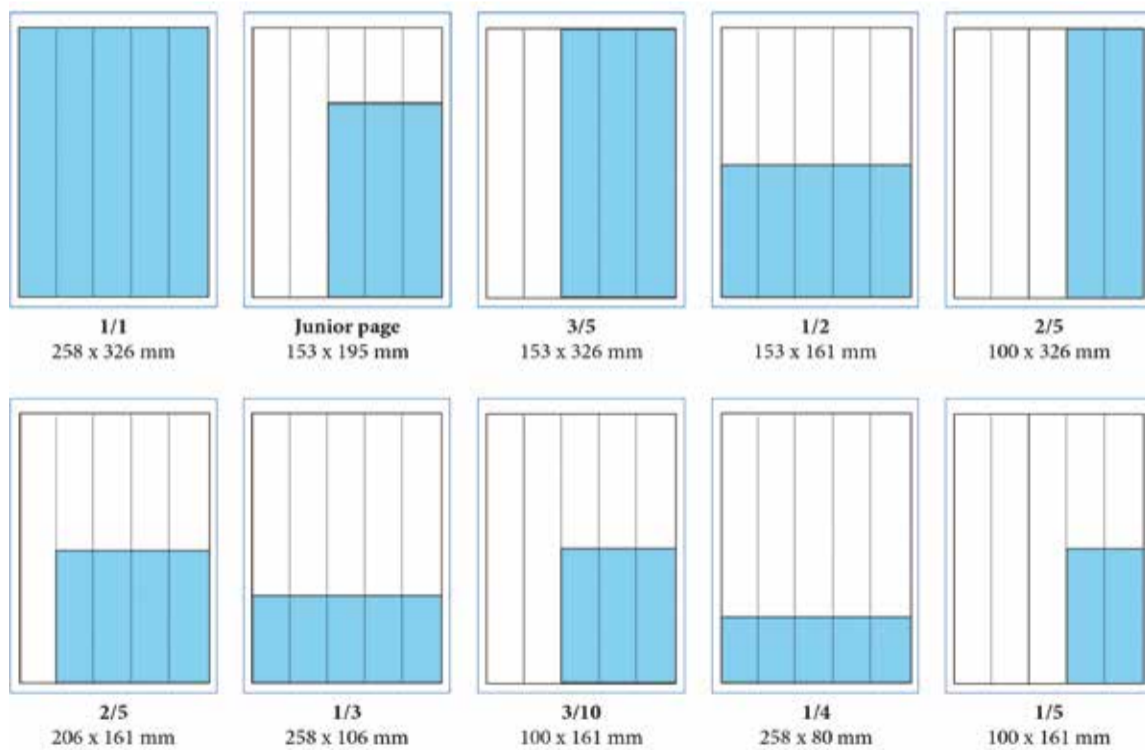 1/1
258 x 326 mm
Junior page
153 x 195 mm
3/5
153 x 326 mm
1/2
153 x 161 mm
2/5
100 x 326 mm
2/5
206 x 161 mm
1/3
258 x 106 mm
3/10
100 x 161 mm
1/4
258 x 80 mm
1/5
100 x 161 mm